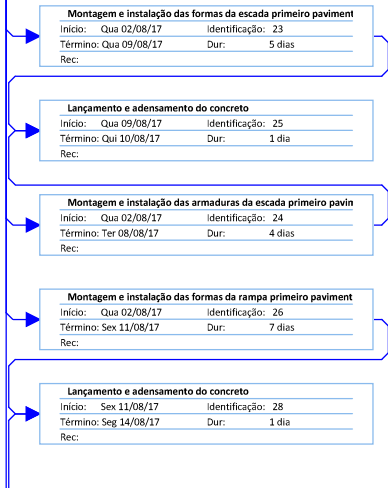 Montagem e instalação das formas da escada primeiro paviment
Início: Qua 02/08/17 Identificação: 23
Término: Qua 09/08/17 Dur: 5 dias
Rec:
Lançamento e adensamento do concreto
Início: Qua 09/08/17 Identificação: 25
Término: Qui 10/08/17 Dur: 1 dia
Rec:
Montagem e instalação das armaduras da escada primeiro pavin
Início: Qua 02/08/17 Identificação: 24
Término: Ter 08/08/17 Dur: 4 dias
Rec:
Montagem e instalação das formas da rampa primeiro paviment
Início: Qua 02/08/17 Identificação: 26
Término: Sex 11/08/17 Dur: 7 dias
Rec:
Lançamento e adensamento do concreto
Início: Sex 11/08/17 Identificação: 28
Término: Seg 14/08/17 Dur: 1 dia
Rec: